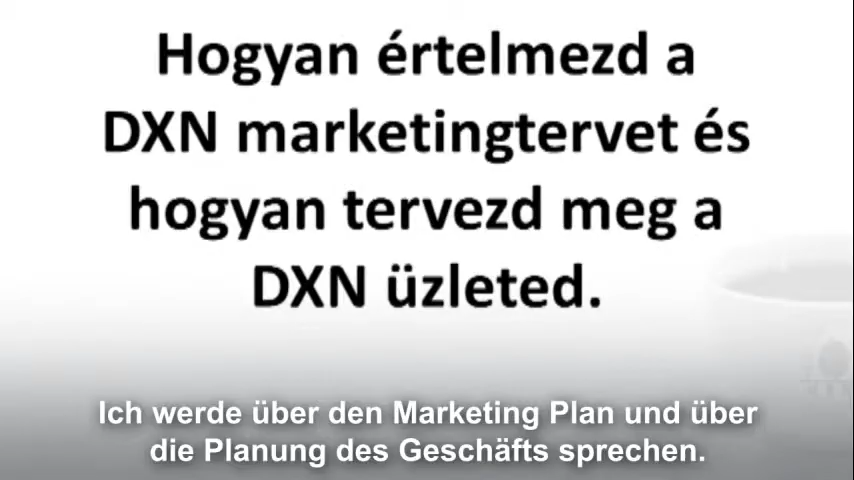 Hogyan értelmezd a
DXN marketingtervet és
hogyan tervezd meg a
DXN üzleted.
Ich werde über den Marketing Plan und über
die Planung des Geschäfts sprechen.